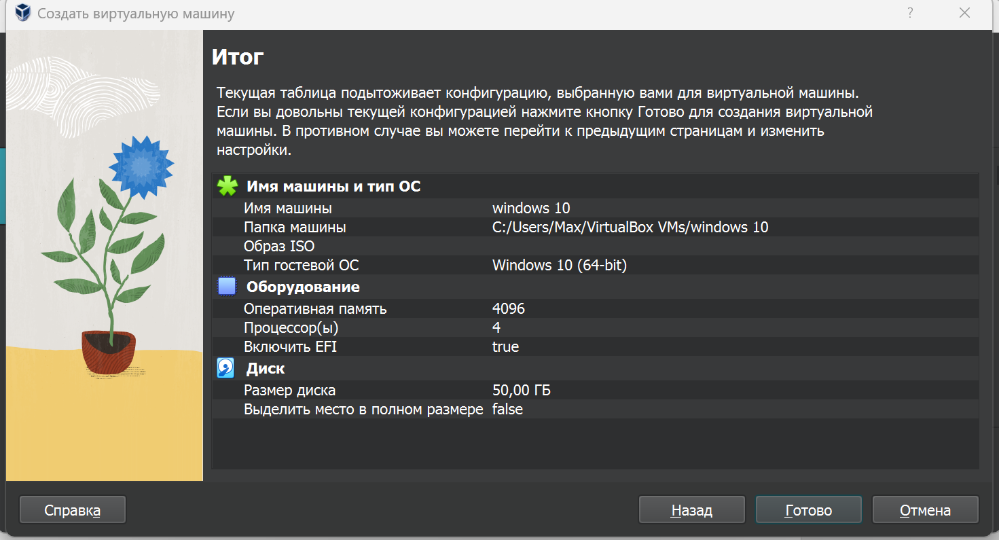 Создать виртуальную машину
?
Итог
Текущая таблица подытоживает конфигурацию, выбранную вами для виртуальной машины.
Если вы довольны текущей конфигурацией нажмите кнопку Готово для создания виртуальной
машины. В противном случае вы можете перейти к предыдущим страницам и изменить
настройки.
Имя машины и тип ОС
Имя машины windows 10
Папка машины C:/Users/Max/VirtualBox VMs/windows 10
Образ ISO
Тип гостевой ОС Windows 10 (64-bit)
Оборудование
Оперативная память 4096
Процессор(ы) 4
Включить EFI true
Диск
Размер диска 50,00 ГБ
Выделить место в полном размере false
Справка Назад Готово Отмена